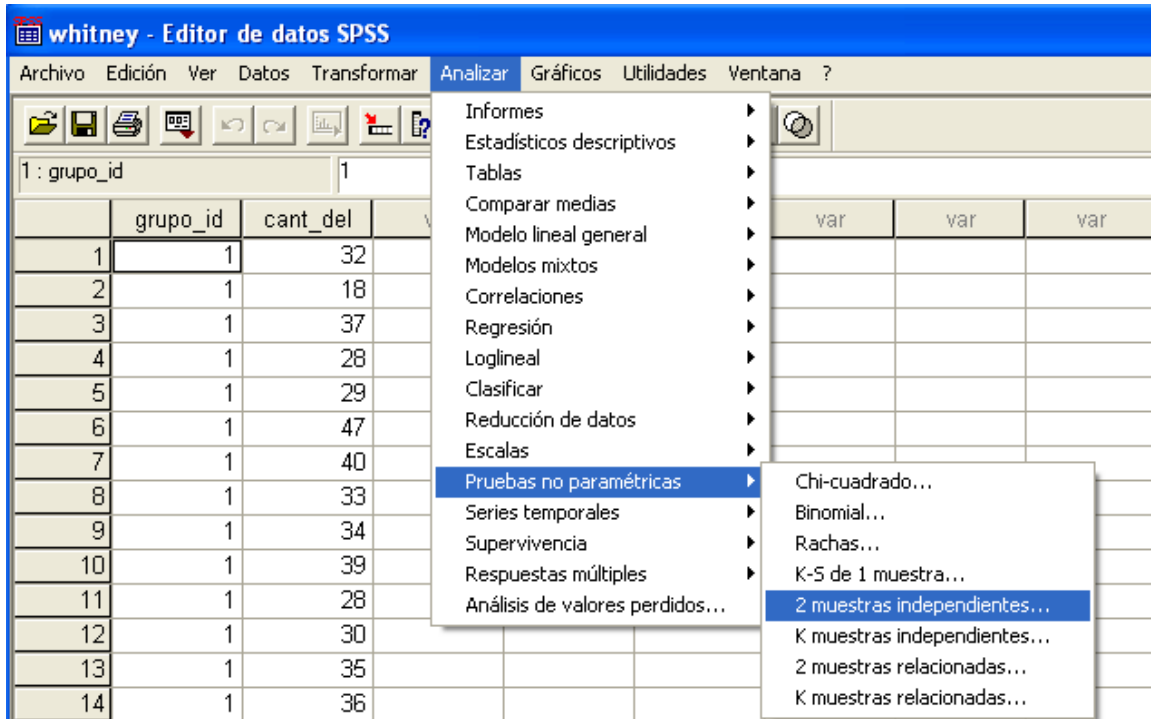 whitney - Editor de datos SPSS
Archivo Edición Ver Datos Transformar Analizar Gráficos Utilidades Ventana ?
1 : grupo_id 1
grupo_id cant_del var var var
1 1 32
2 1 18
3 1 37
4 1 28
5 1 29
6 1 47
7 1 40
8 1 33
9 1 34
10 1 39
11 1 28
12 1 30
13 1 35
14 1 36
Informes
Estadísticos descriptivos
Tablas
Comparar medias
Modelo lineal general
Modelos mixtos
Correlaciones
Regresión
Loglineal
Clasificar
Reducción de datos
Escalas
Pruebas no paramétricas
Series temporales
Supervivencia
Respuestas múltiples
Análisis de valores perdidos...
Chi-cuadrado...
Binomial...
Rachas...
K-S de 1 muestra...
2 muestras independientes...
K muestras independientes...
2 muestras relacionadas...
K muestras relacionadas...